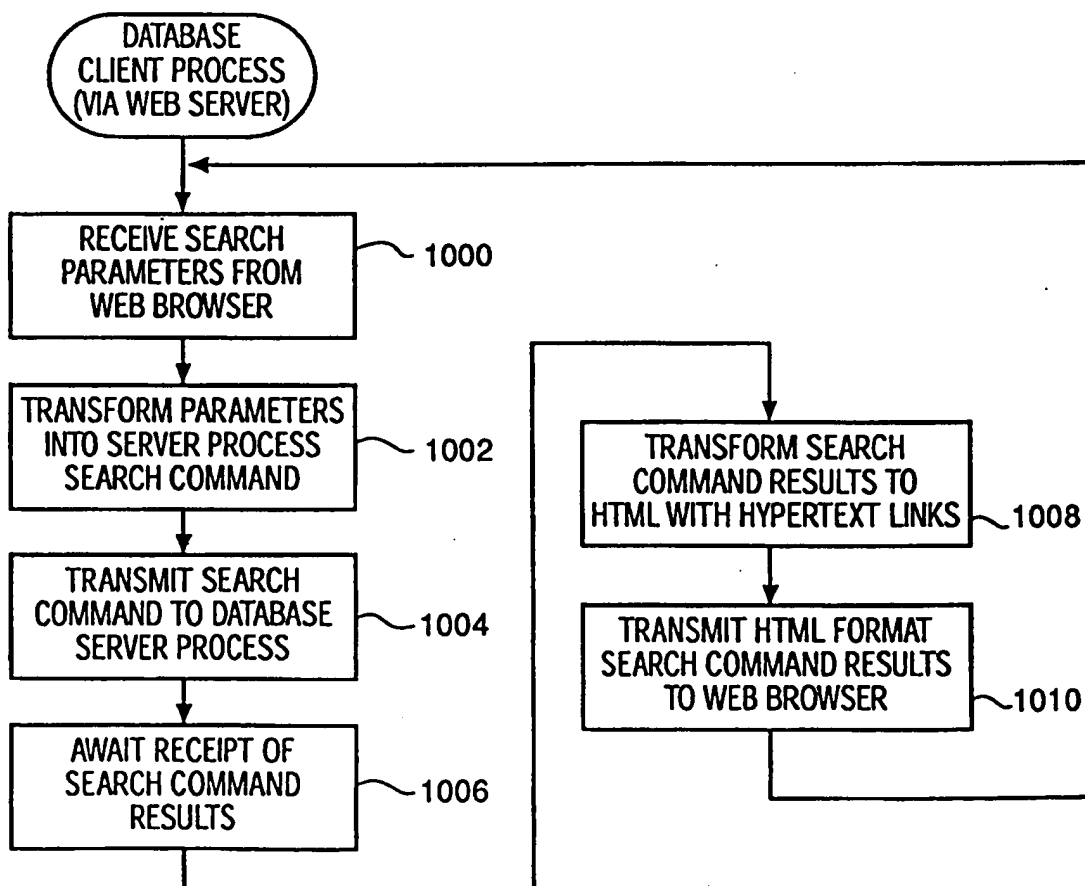 DATABASE
CLIENT PROCESS
(VIA WEB SERVER)
RECEIVE SEARCH
PARAMETERS FROM
WEB BROWSER
1000
TRANSFORM PARAMETERS
INTO SERVER PROCESS
SEARCH COMMAND
1002
TRANSMIT SEARCH
COMMAND TO DATABASE
SERVER PROCESS
1004
AWAIT RECEIPT OF
SEARCH COMMAND
RESULTS
1006
TRANSFORM SEARCH
COMMAND RESULTS TO
HTML WITH HYPERTEXT LINKS
1008
TRANSMIT HTML FORMAT
SEARCH COMMAND RESULTS
TO WEB BROWSER
1010